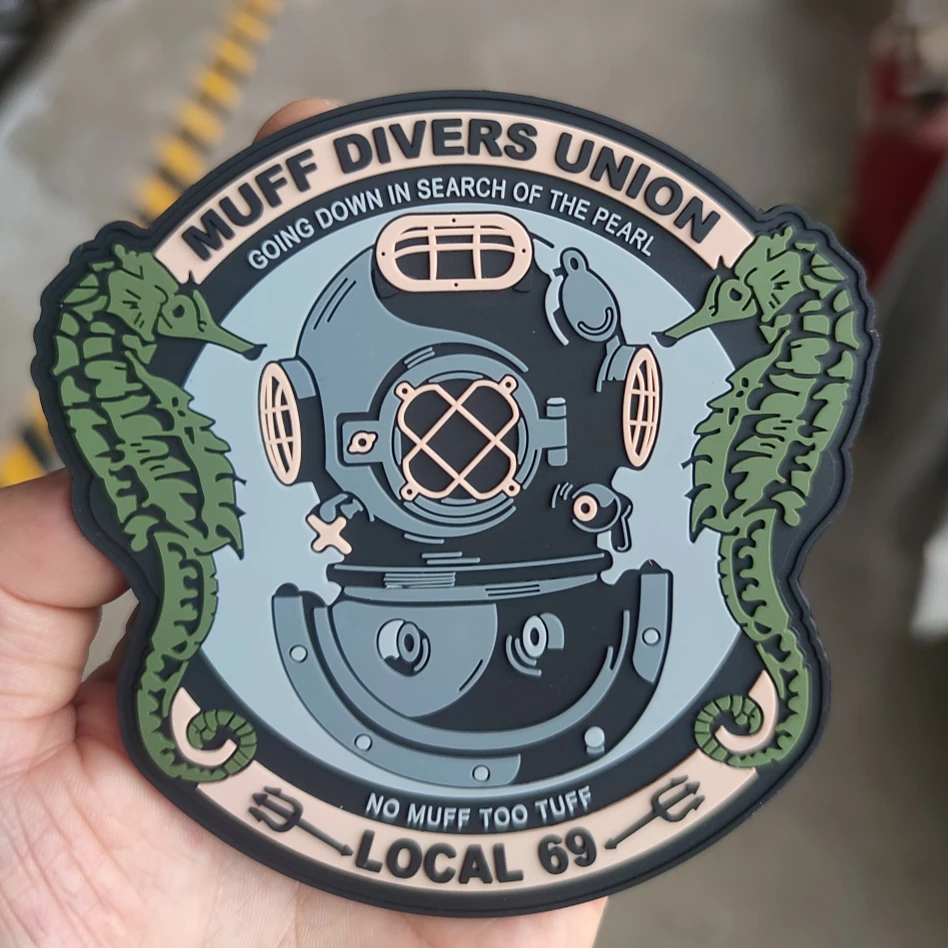 MUFF DIVERS UNION
GOING DOWN IN SEARCH OF THE PEARL
NO MUFF TOO TUFF
LOCAL 69